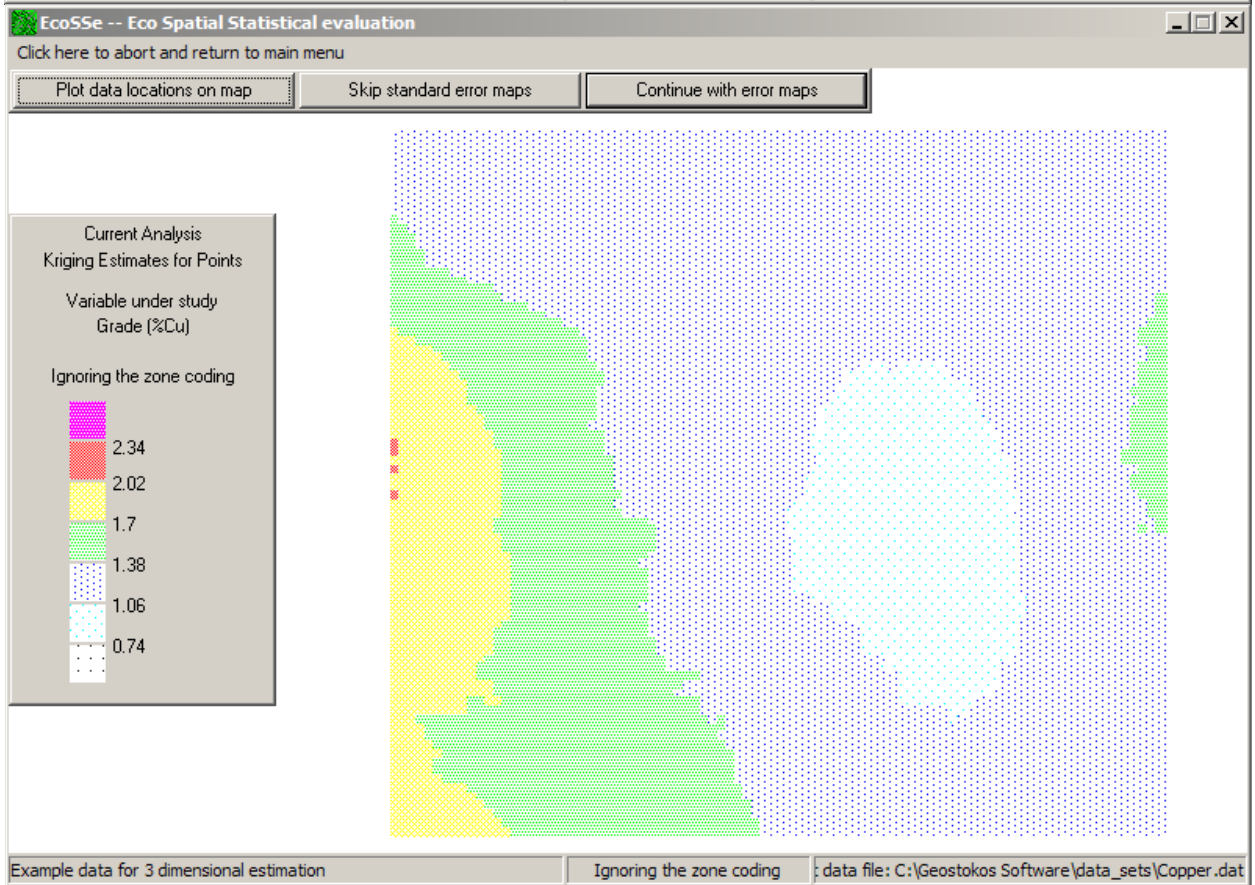 EcoSSe -- Eco Spatial Statistical evaluation
Click here to abort and return to main menu
Plot data locations on map
Skip standard error maps
Continue with error maps
Current Analysis
Kriging Estimates for Points
Variable under study
Grade (%Cu)
Ignoring the zone coding
2.34
2.02
1.7
1.38
1.06
0.74
Example data for 3 dimensional estimation
Ignoring the zone coding
: data file: C:\Geostokos Software\data_sets\Copper.dat